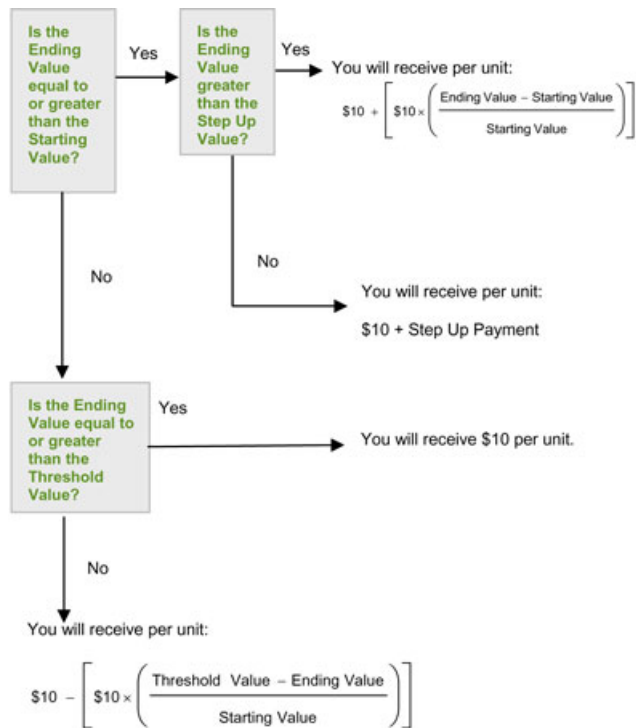 Is the
Ending
Value
equal to
or greater
than the
Starting
Value?
Yes
Is the
Ending
Value
greater
than the
Step Up
Value?
Yes
You will receive per unit:
$10 + [ $10 × ( Ending Value – Starting Value
Starting Value ) ]
No
No
You will receive per unit:
$10 + Step Up Payment
Is the Ending
Value equal to
or greater
than the
Threshold
Value?
Yes
You will receive $10 per unit.
No
You will receive per unit:
$10 – [ $10 × ( Threshold Value – Ending Value
Starting Value ) ]